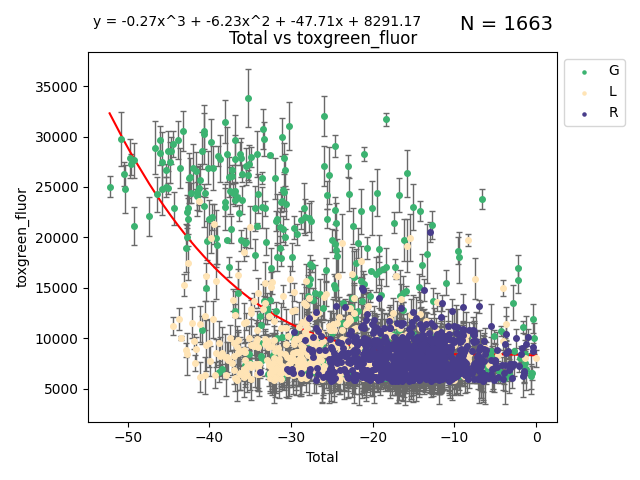 y = -0.27x^3 + -6.23x^2 + -47.71x + 8291.17
N = 1663
Total vs toxgreen_fluor
G
L
R
35000
30000
25000
20000
15000
10000
5000
toxgreen_fluor
−50
−40
−30
−20
−10
0
Total